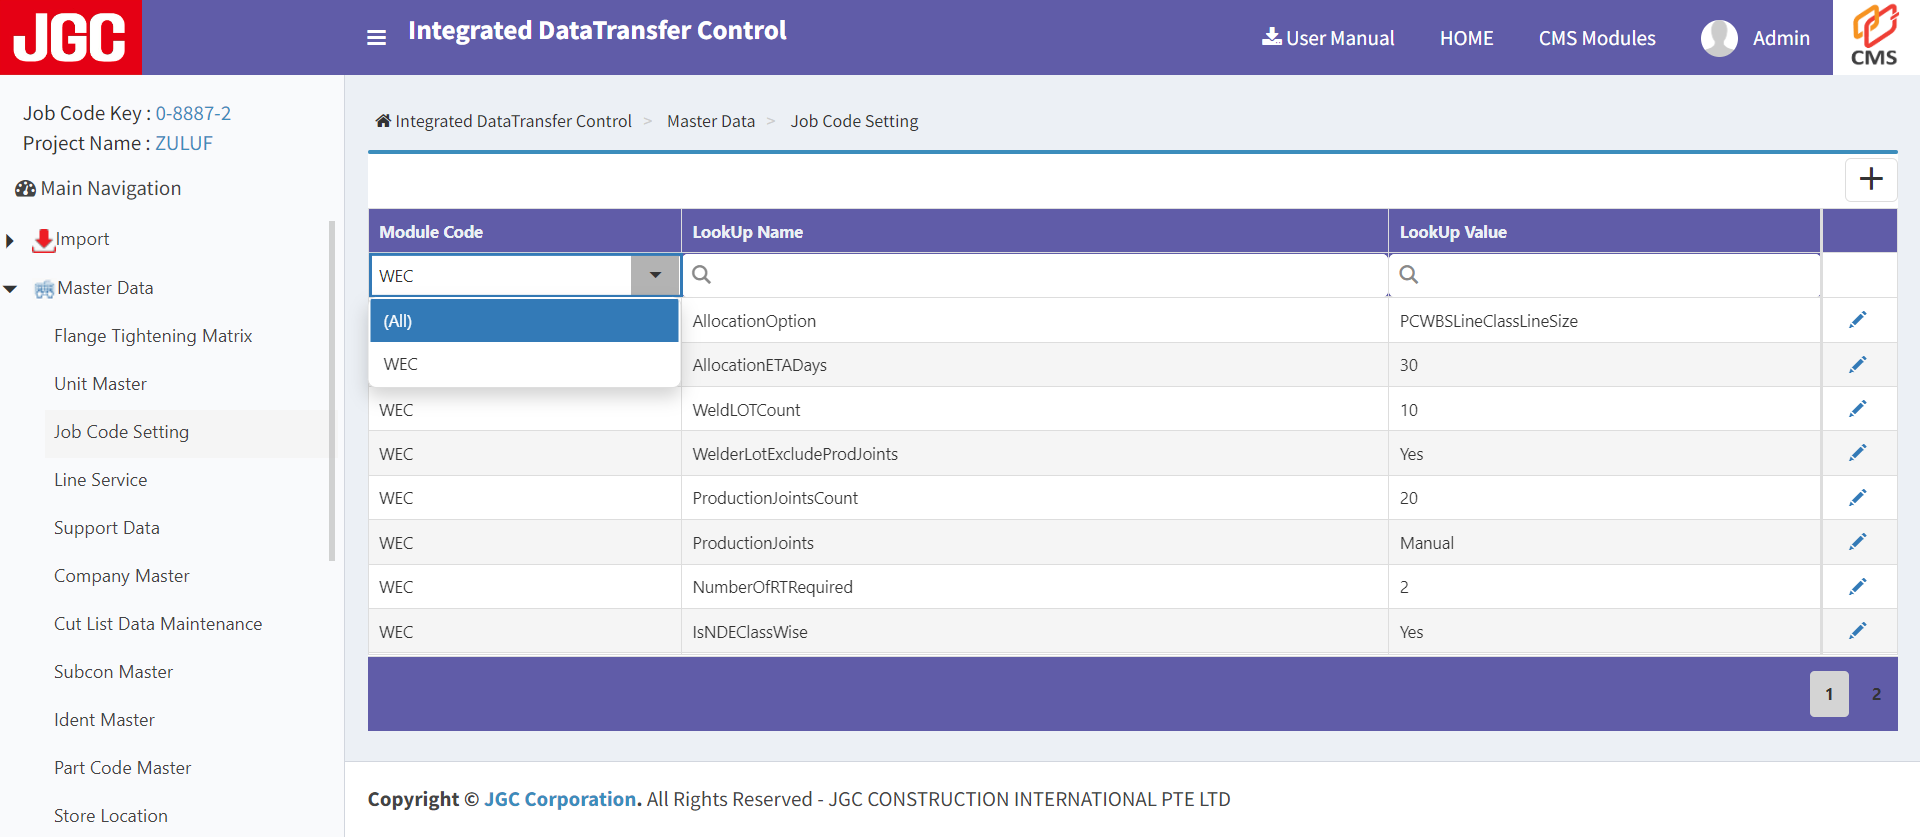 JGC
Integrated DataTransfer Control
User Manual
HOME
CMS Modules
Admin
CMS
Job Code Key : 0-8887-2
Project Name : ZULUF
Main Navigation
Import
Master Data
Flange Tightening Matrix
Unit Master
Job Code Setting
Line Service
Support Data
Company Master
Cut List Data Maintenance
Subcon Master
Ident Master
Part Code Master
Store Location
Integrated DataTransfer Control > Master Data > Job Code Setting
+
Module Code LookUp Name LookUp Value
WEC
(All) AllocationOption PCWBSLineClassLineSize
WEC AllocationETADays 30
WEC WeldLOTCount 10
WEC WelderLotExcludeProdJoints Yes
WEC ProductionJointsCount 20
WEC ProductionJoints Manual
WEC NumberOfRTRequired 2
WEC IsNDEClassWise Yes
1 2
Copyright © JGC Corporation. All Rights Reserved - JGC CONSTRUCTION INTERNATIONAL PTE LTD